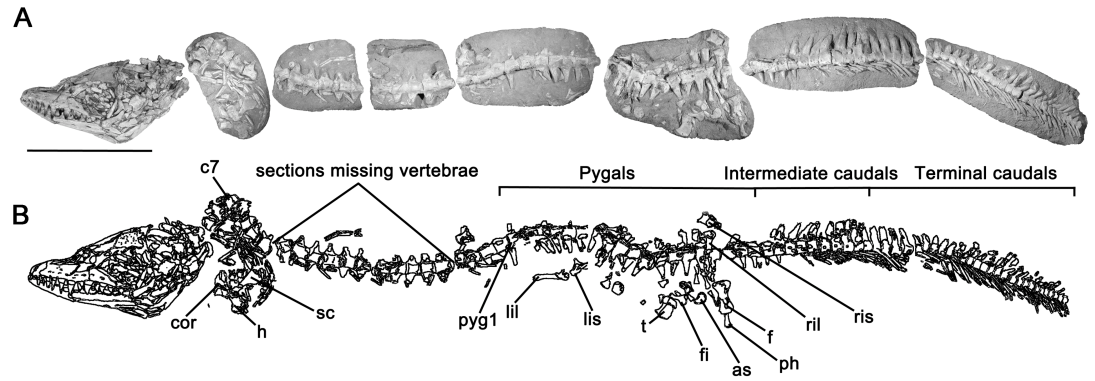 A
c7
sections missing vertebrae
Pygals
Intermediate caudals
Terminal caudals
B
cor
h
sc
pyg1
lil
lis
t
fi
as
ph
f
ril
ris